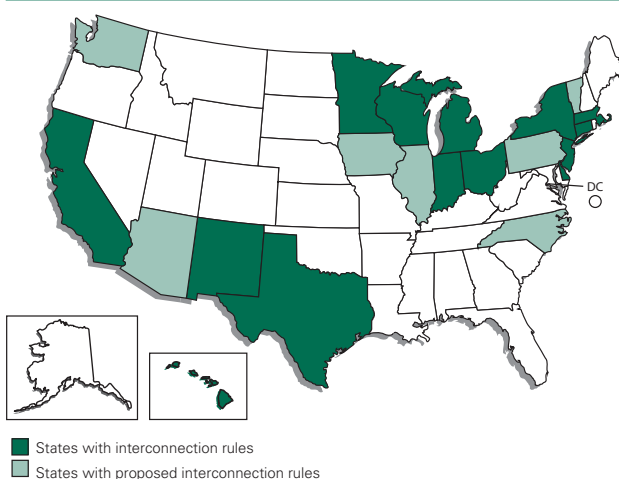 DC
States with interconnection rules
States with proposed interconnection rules